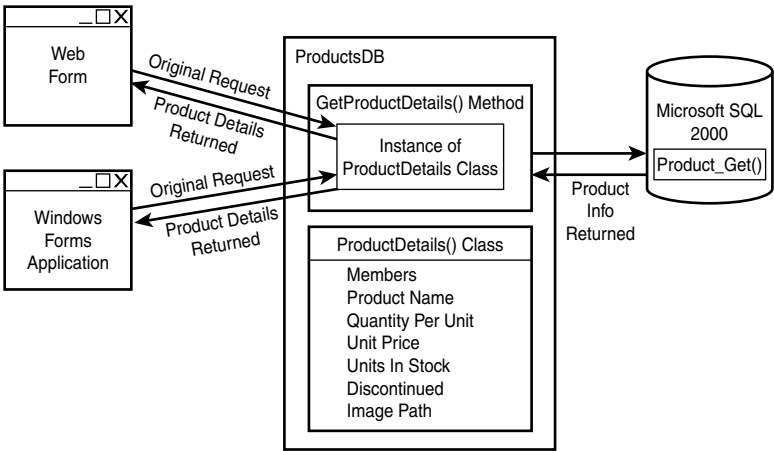 Web
Form
Original Request
Product Details
Returned
Windows
Forms
Application
Original Request
Product Details
Returned
ProductsDB
GetProductDetails() Method
Instance of
ProductDetails Class
ProductDetails() Class
Members
Product Name
Quantity Per Unit
Unit Price
Units In Stock
Discontinued
Image Path
Product
Info
Returned
Microsoft SQL
2000
Product_Get()